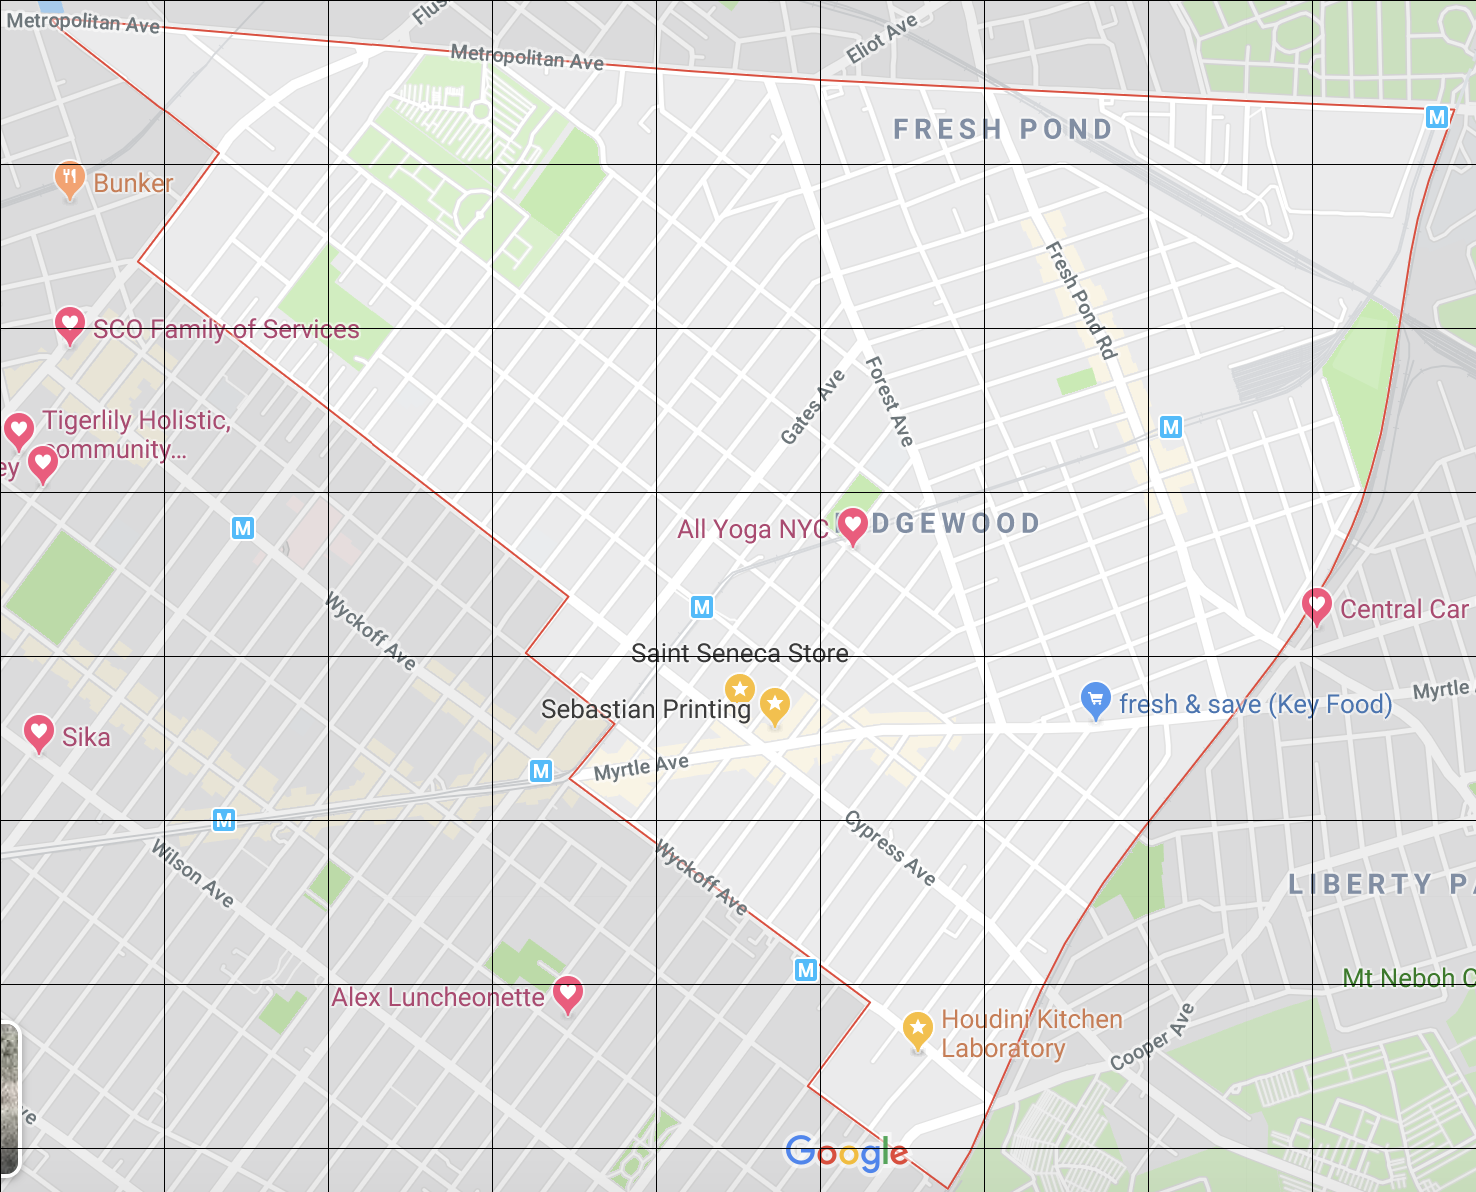 Metropolitan Ave
Flus
Metropolitan Ave
Eliot Ave
FRESH POND
M
Bunker
Fresh Pond Rd
SCO Family of Services
Gates Ave
Forest Ave
Tigerlily Holistic,
community...
ey
M
M
All Yoga NYC
DGEWOOD
Wyckoff Ave
M
Central Car
Saint Seneca Store
Sebastian Printing
fresh & save (Key Food)
Myrtle
Sika
M
Myrtle Ave
M
Wilson Ave
Cypress Ave
Wyckoff Ave
LIBERTY PA
M
Mt Neboh C
Alex Luncheonette
Houdini Kitchen
Laboratory
Cooper Ave
ve
Google